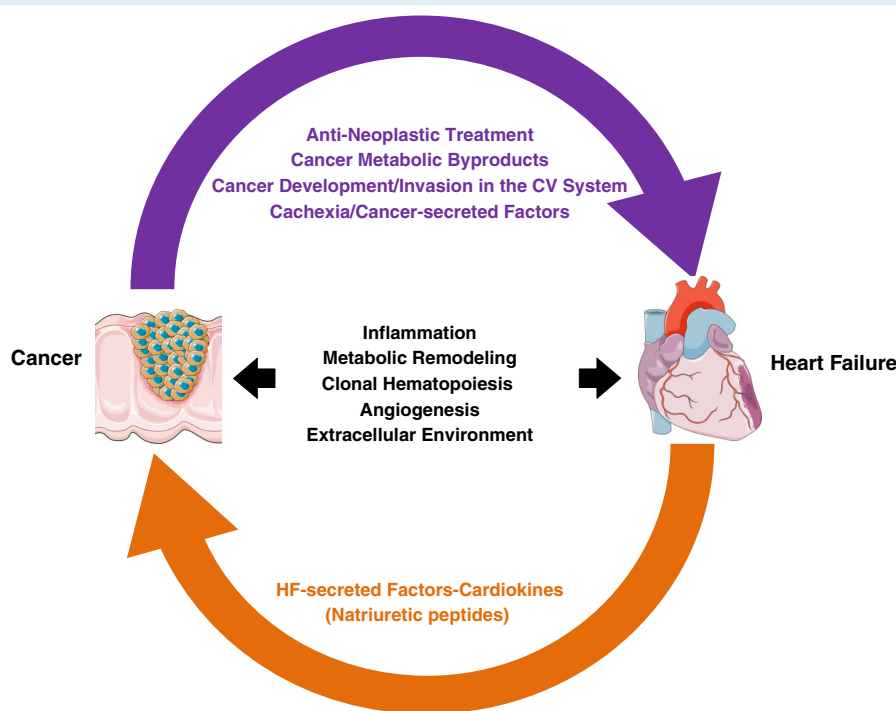 Anti-Neoplastic Treatment
Cancer Metabolic Byproducts
Cancer Development/Invasion in the CV System
Cachexia/Cancer-secreted Factors
Cancer
Inflammation
Metabolic Remodeling
Clonal Hematopoiesis
Angiogenesis
Extracellular Environment
Heart Failure
HF-secreted Factors-Cardiokines
(Natriuretic peptides)